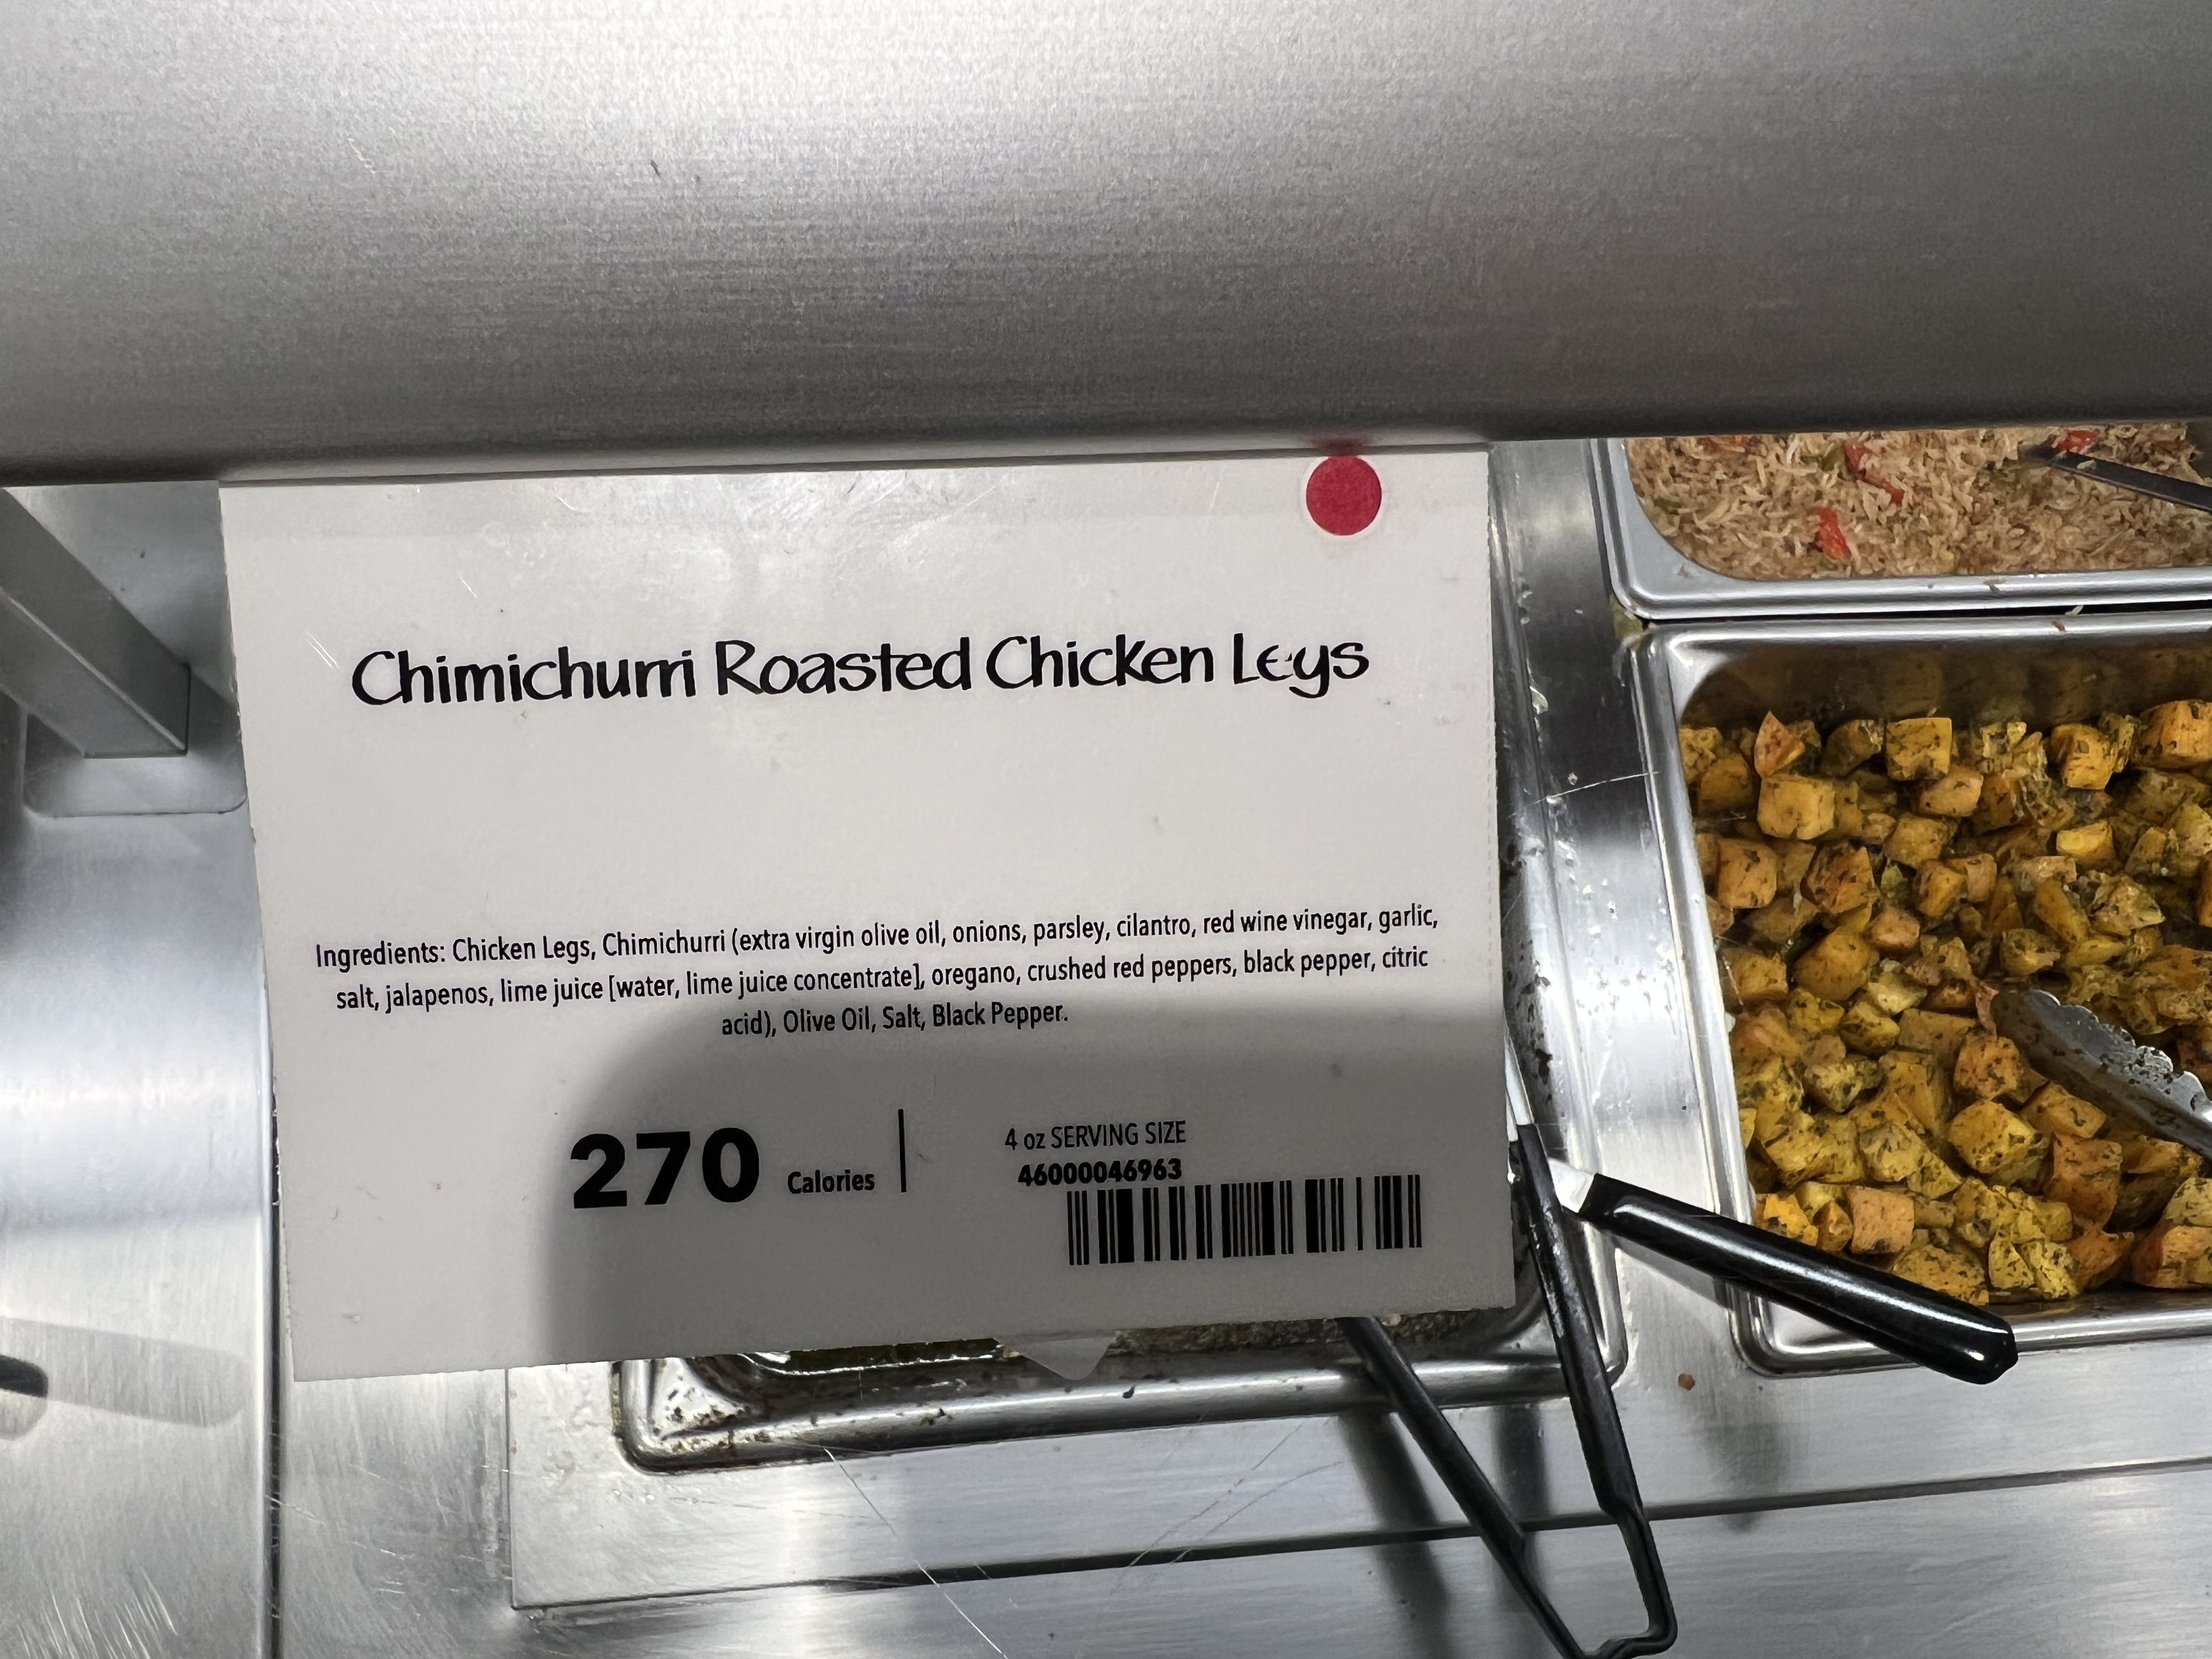 Chimichurri Roasted Chicken Legs
Ingredients: Chicken Legs, Chimichurri (extra virgin olive oil, onions, parsley, cilantro, red wine vinegar, garlic,
salt, jalapenos, lime juice [water, lime juice concentrate], oregano, crushed red peppers, black pepper, citric
acid), Olive Oil, Salt, Black Pepper.
270 Calories
4 oz SERVING SIZE
46000046963